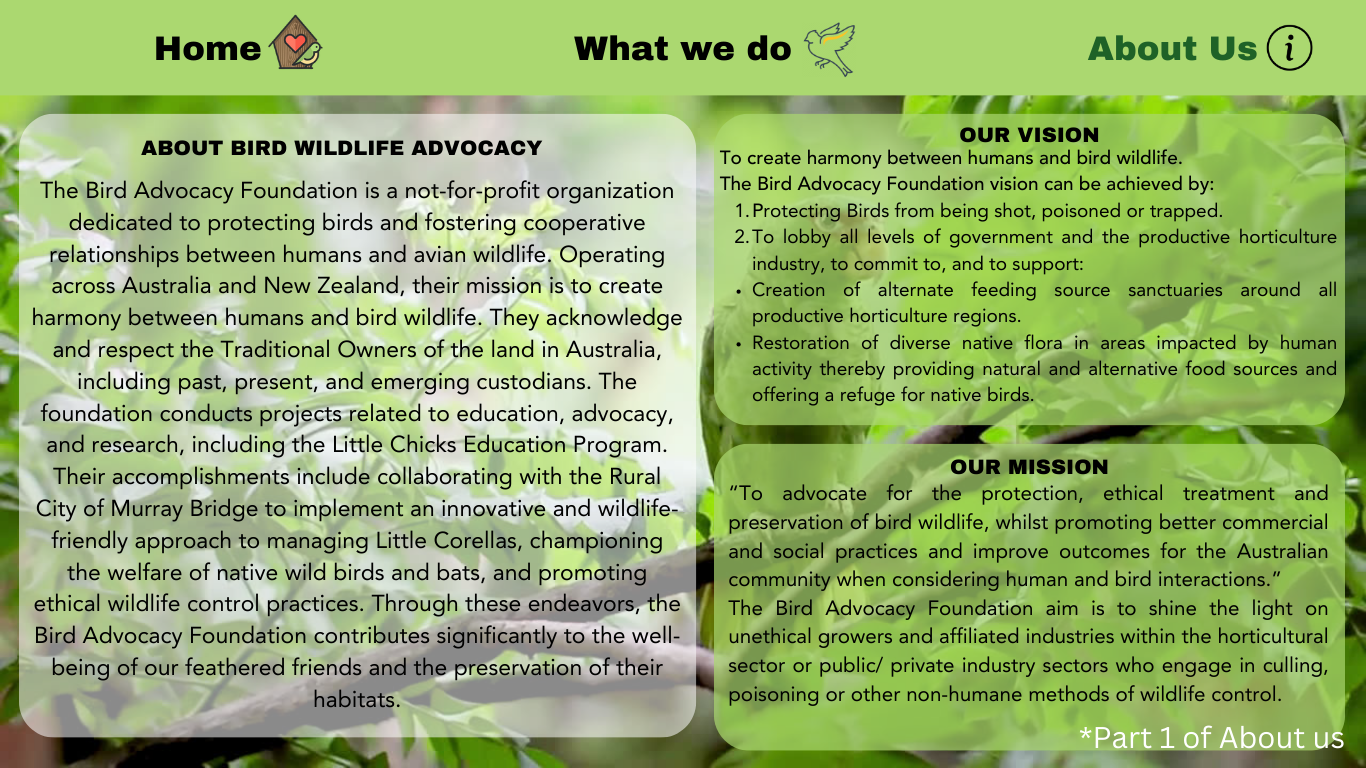 Home
What we do
About Us
i
ABOUT BIRD WILDLIFE ADVOCACY
The Bird Advocacy Foundation is a not-for-profit organization
dedicated to protecting birds and fostering cooperative
relationships between humans and avian wildlife. Operating
across Australia and New Zealand, their mission is to create
harmony between humans and bird wildlife. They acknowledge
and respect the Traditional Owners of the land in Australia,
including past, present, and emerging custodians. The
foundation conducts projects related to education, advocacy,
and research, including the Little Chicks Education Program.
Their accomplishments include collaborating with the Rural
City of Murray Bridge to implement an innovative and wildlife-
friendly approach to managing Little Corellas, championing
the welfare of native wild birds and bats, and promoting
ethical wildlife control practices. Through these endeavors, the
Bird Advocacy Foundation contributes significantly to the well-
being of our feathered friends and the preservation of their
habitats.
OUR VISION
To create harmony between humans and bird wildlife.
The Bird Advocacy Foundation vision can be achieved by:
1. Protecting Birds from being shot, poisoned or trapped.
2. To lobby all levels of government and the productive horticulture
industry, to commit to, and to support:
• Creation of alternate feeding source sanctuaries around all
productive horticulture regions.
• Restoration of diverse native flora in areas impacted by human
activity thereby providing natural and alternative food sources and
offering a refuge for native birds.
OUR MISSION
“To advocate for the protection, ethical treatment and
preservation of bird wildlife, whilst promoting better commercial
and social practices and improve outcomes for the Australian
community when considering human and bird interactions.”
The Bird Advocacy Foundation aim is to shine the light on
unethical growers and affiliated industries within the horticultural
sector or public/ private industry sectors who engage in culling,
poisoning or other non-humane methods of wildlife control.
*Part 1 of About us